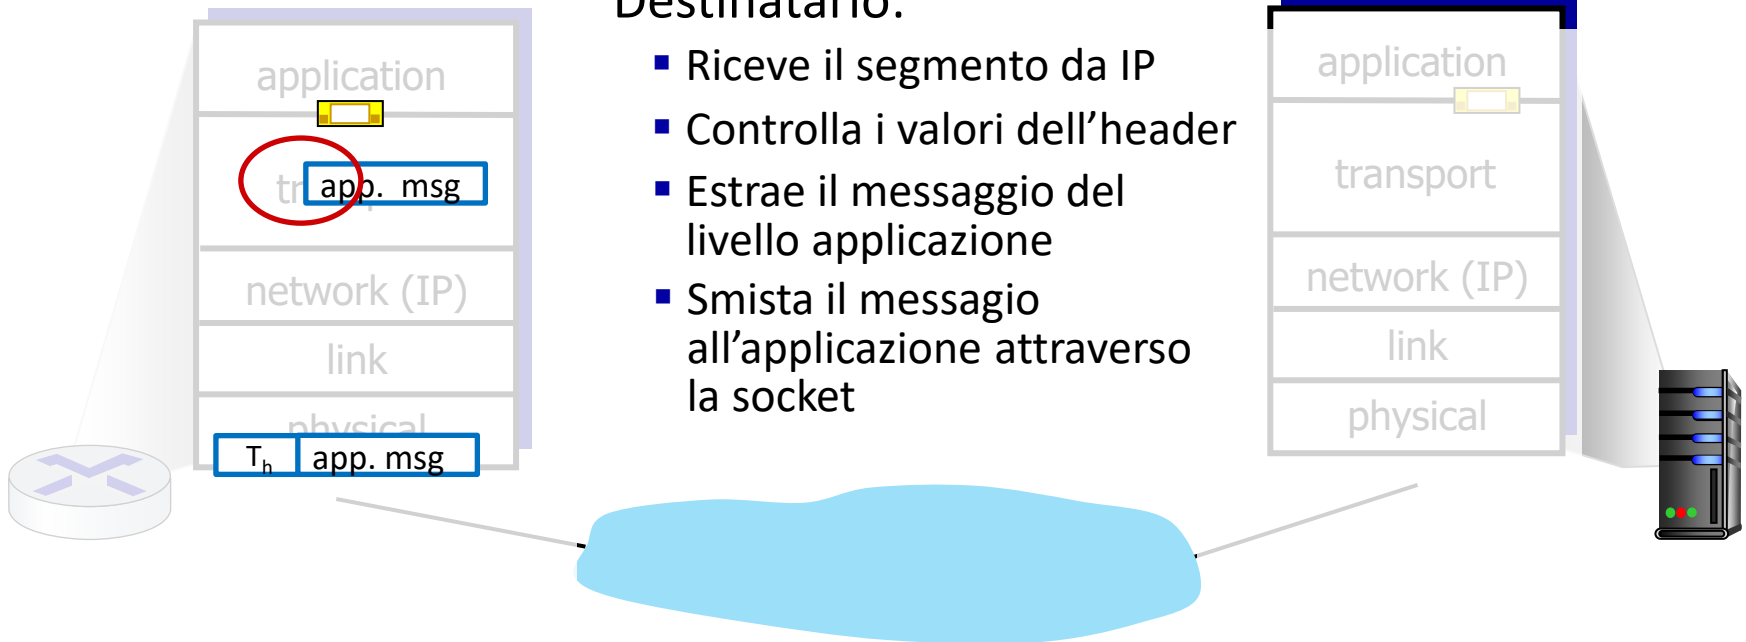 Destinatario:
Riceve il segmento da IP
Controlla i valori dell'header
Estrae il messaggio del
livello applicazione
Smista il messagio
all'applicazione attraverso
la socket
application
app. msg
network (IP)
link
physical
Th app. msg
application
transport
network (IP)
link
physical